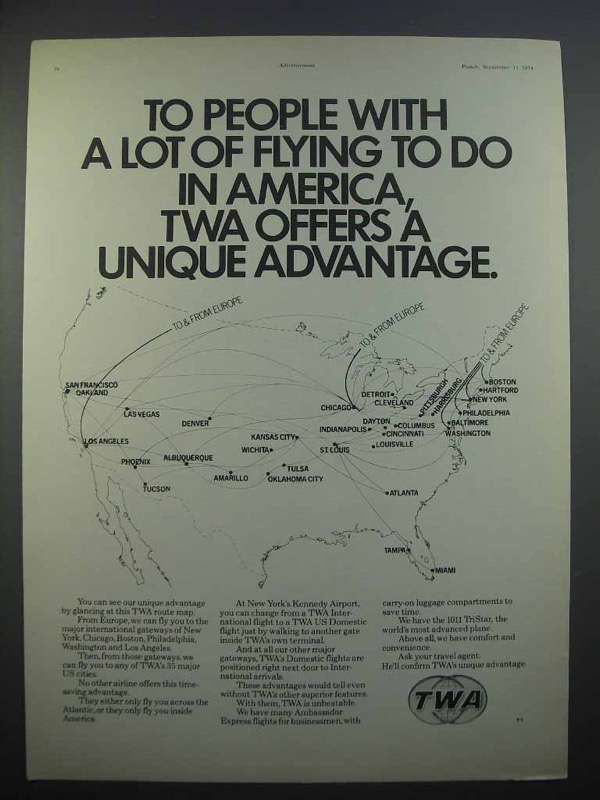 Advertisement
Punch, September 11 1974
TO PEOPLE WITH
A LOT OF FLYING TO DO
IN AMERICA,
TWA OFFERS A
UNIQUE ADVANTAGE.
TO & FROM EUROPE
TO & FROM EUROPE
TO & FROM EUROPE
SAN FRANCISCO
OAKLAND
LAS VEGAS
LOS ANGELES
DENVER
PHOENIX
TUCSON
ALBUQUERQUE
AMARILLO
KANSAS CITY
WICHITA
TULSA
OKLAHOMA CITY
CHICAGO
INDIANAPOLIS
ST. LOUIS
DETROIT
CLEVELAND
DAYTON
COLUMBUS
CINCINNATI
LOUISVILLE
PITTSBURGH
HARRISBURG
BOSTON
HARTFORD
NEW YORK
PHILADELPHIA
BALTIMORE
WASHINGTON
ATLANTA
TAMPA
MIAMI
You can see our unique advantage
by glancing at this TWA route map.
From Europe, we can fly you to the
major international gateways of New
York, Chicago, Boston, Philadelphia,
Washington and Los Angeles.
Then, from those gateways, we
can fly you to any of TWA's 35 major
US cities.
No other airline offers this time-
saving advantage.
They either only fly you across the
Atlantic, or they only fly you inside
America.
At New York's Kennedy Airport,
you can change from a TWA Inter-
national flight to a TWA US Domestic
flight just by walking to another gate
inside TWA's own terminal.
And at all our other major
gateways, TWA's Domestic flights are
positioned right next door to Inter-
national arrivals.
These advantages would tell even
without TWA's other superior features.
With them, TWA is unbeatable.
We have many Ambassador
Express flights for businessmen, with
carry-on luggage compartments to
save time.
We have the 1011 TriStar, the
world's most advanced plane.
Above all, we have comfort and
convenience.
Ask your travel agent.
He'll confirm TWA's unique advantage.
TWA